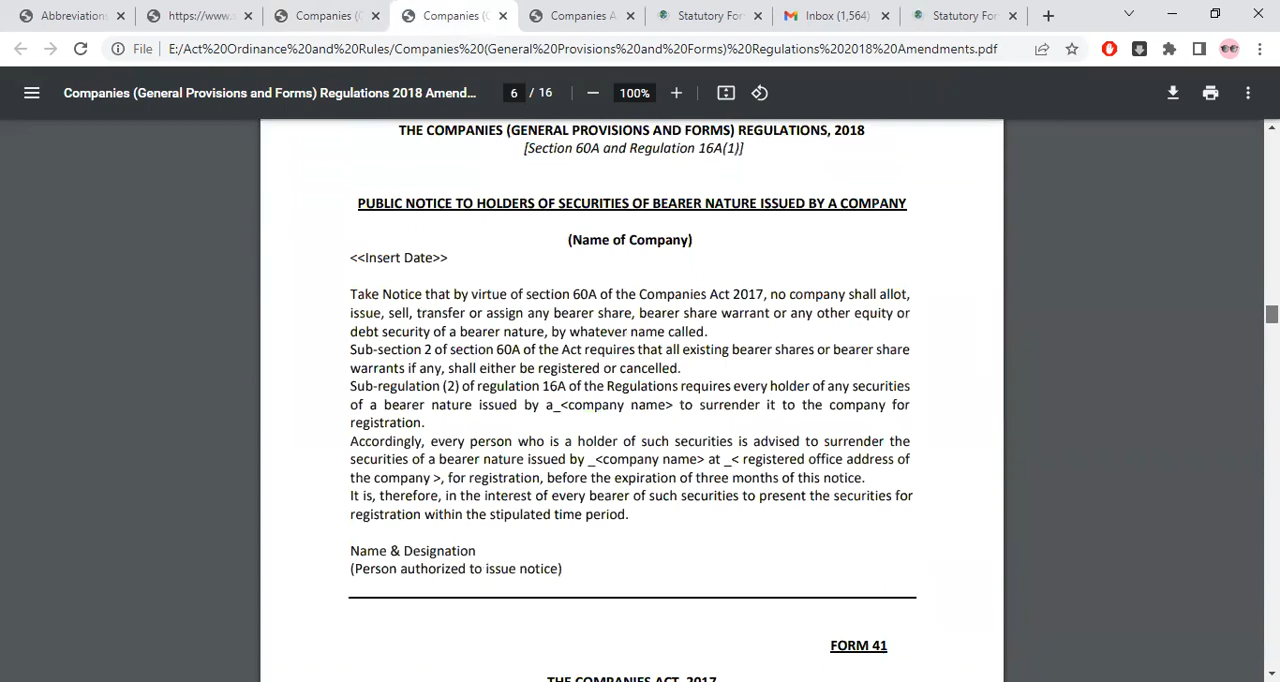 Abbreviation
https://www.
Companies (
Companies (
Companies A
Statutory For
Inbox (1,564)
Statutory For
File
E:/Act%20Ordinance%20and%20Rules/Companies%20(General%20Provisions%20and%20Forms)%20Regulations%202018%20Amendments.pdf
Companies (General Provisions and Forms) Regulations 2018 Amend...
6 / 16
100%
THE COMPANIES (GENERAL PROVISIONS AND FORMS) REGULATIONS, 2018
[Section 60A and Regulation 16A(1)]
PUBLIC NOTICE TO HOLDERS OF SECURITIES OF BEARER NATURE ISSUED BY A COMPANY
(Name of Company)
<<Insert Date>>
Take Notice that by virtue of section 60A of the Companies Act 2017, no company shall allot,
issue, sell, transfer or assign any bearer share, bearer share warrant or any other equity or
debt security of a bearer nature, by whatever name called.
Sub-section 2 of section 60A of the Act requires that all existing bearer shares or bearer share
warrants if any, shall either be registered or cancelled.
Sub-regulation (2) of regulation 16A of the Regulations requires every holder of any securities
of a bearer nature issued by a_<company name> to surrender it to the company for
registration.
Accordingly, every person who is a holder of such securities is advised to surrender the
securities of a bearer nature issued by _<company name> at _< registered office address of
the company >, for registration, before the expiration of three months of this notice.
It is, therefore, in the interest of every bearer of such securities to present the securities for
registration within the stipulated time period.
Name & Designation
(Person authorized to issue notice)
FORM 41
THE COMPANIES ACT, 2017